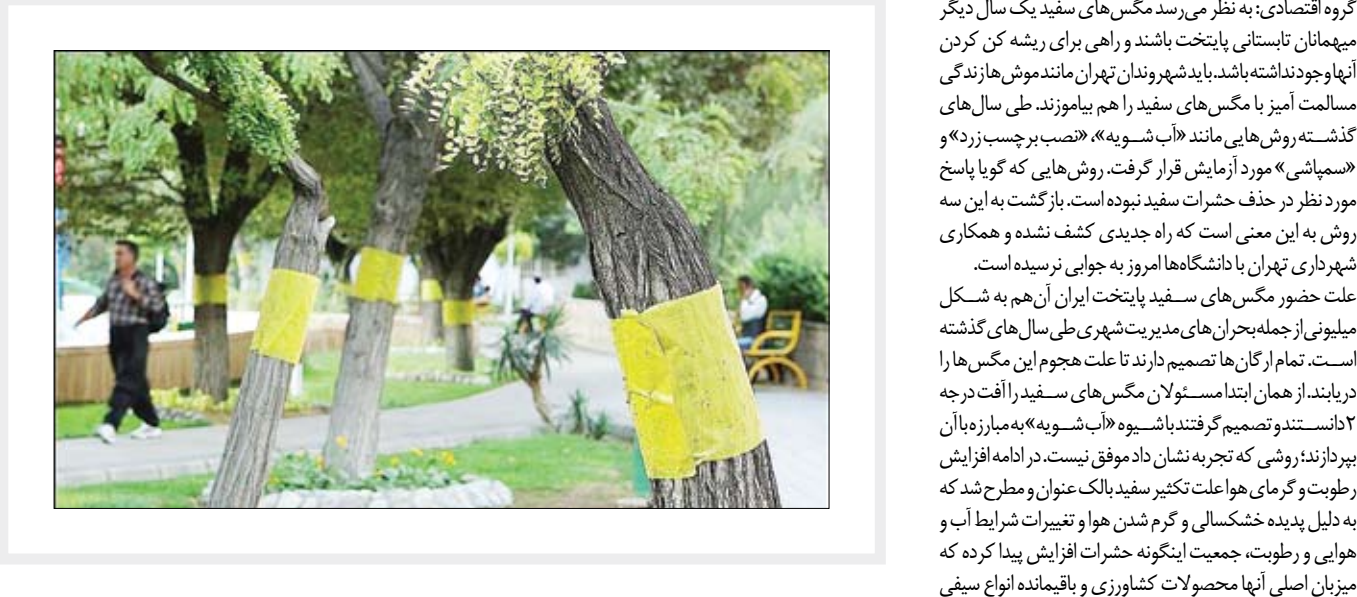 گروه اقتصادی: به نظر می‌رسد مگس‌های سفید یک سال دیگر
میهمانان تابستانی پایتخت باشند و راهی برای ریشه کن کردن
آنها وجود نداشته باشد. باید شهروندان تهران مانند موش‌ها زندگی
مسالمت آمیز با مگس‌های سفید را هم بیاموزند. طی سال‌های
گذشته روش‌هایی مانند «آب شویه»، «نصب برچسب زرد» و
«سمپاشی» مورد آزمایش قرار گرفت. روش‌هایی که گویا پاسخ
مورد نظر در حذف حشرات سفید نبوده است. بازگشت به این سه
روش به این معنی است که راه جدیدی کشف نشده و همکاری
شهرداری تهران با دانشگاه‌ها امروز به جوابی نرسیده است.
علت حضور مگس‌های سفید پایتخت ایران آن هم به شکل
میلیونی از جمله بحران‌های مدیریت شهری طی سال‌های گذشته
است. تمام ارگان‌ها تصمیم دارند تا علت هجوم این مگس‌ها را
دریابند. از همان ابتدا مسئولان مگس‌های سفید را آفت درجه
۲ دانستند و تصمیم گرفتند با شیوه «آب شویه» به مبارزه با آن
بپردازند؛ روشی که تجربه نشان داد موفق نیست. در ادامه افزایش
رطوبت و گرمای هوا علت تکثیر سفید بالک عنوان و مطرح شد که
به دلیل پدیده خشکسالی و گرم شدن هوا و تغییرات شرایط آب و
هوایی و رطوبت، جمعیت اینگونه حشرات افزایش پیدا کرده که
میزبان اصلی آنها محصولات کشاورزی و باقیمانده انواع سیفی